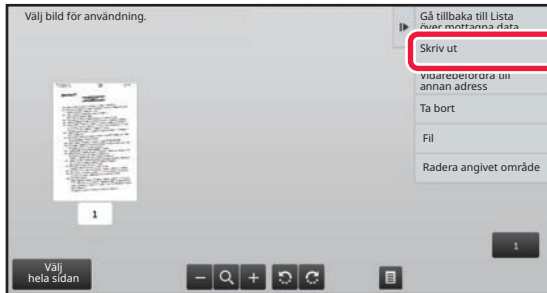 Välj bild för användning.
Gå tillbaka till Lista
över mottagna data
Skriv ut
Vidarebefordra till
annan adress
Ta bort
Fil
Radera angivet område
1
1
Välj
hela sidan